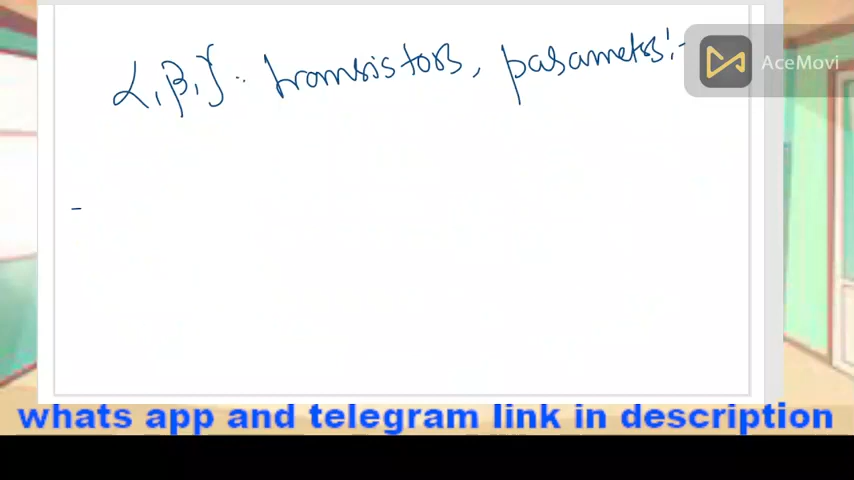 α, β, γ. transistors, parameters:-
AceMovi
-
whats app and telegram link in description